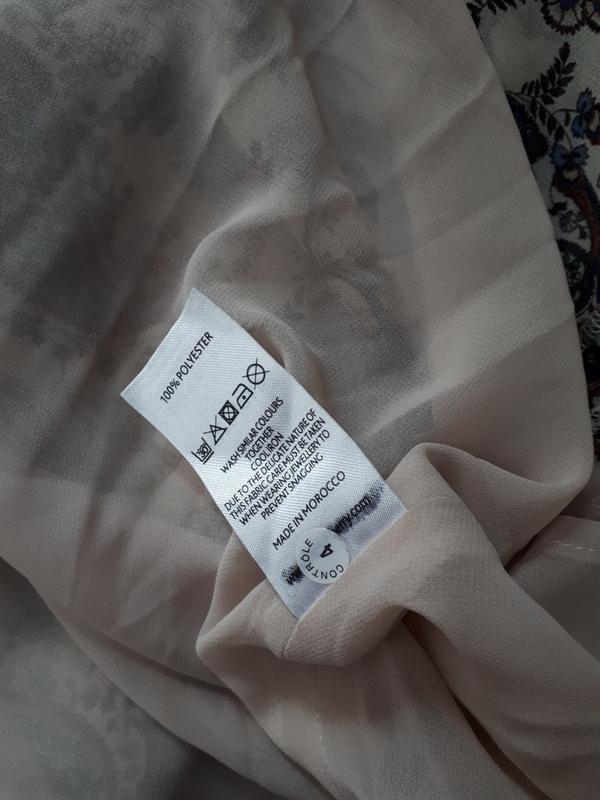 100% POLYESTER
30
WASH SIMILAR COLOURS
TOGETHER
COOL IRON
DUE TO THE DELICATE NATURE OF
THIS FABRIC CARE MUST BE TAKEN
WHEN WEARING JEWELLERY TO
PREVENT SNAGGING
MADE IN MOROCCO
CONTROLE
4